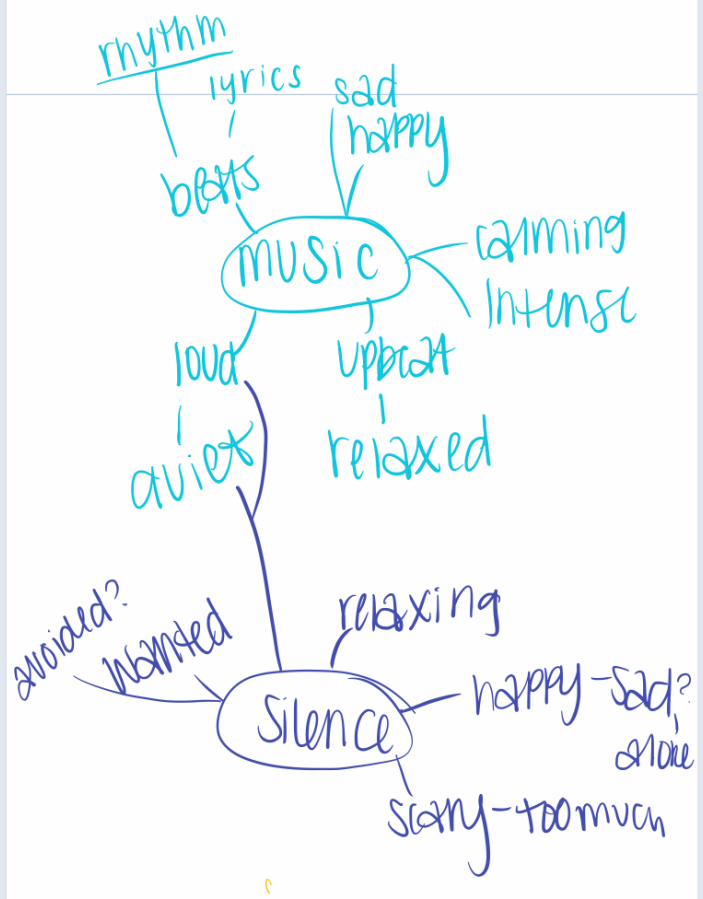 rhythm
lyrics
sad
happy
beats
music
calming
Intense
loud
upbeat
quiet
relaxed
avoided?
wanted
relaxing
silence
happy-sad?
alone
scary-too much